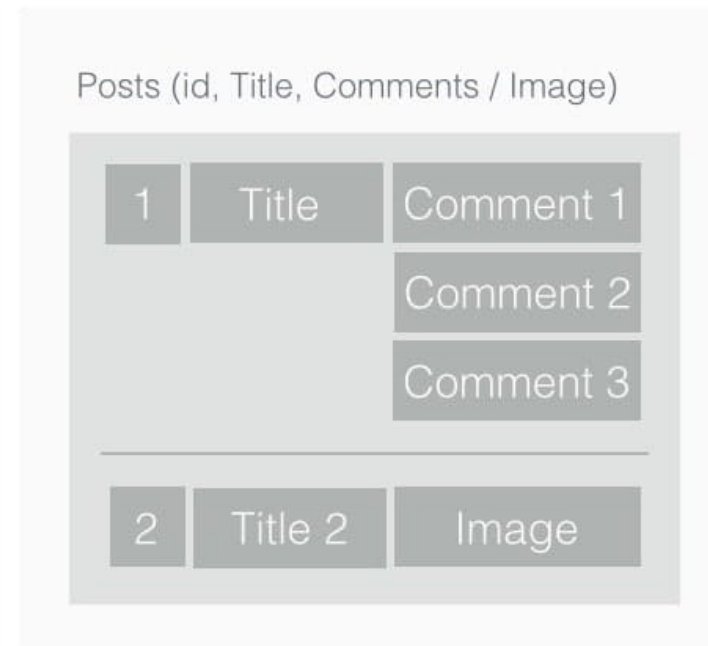 Posts (id, Title, Comments / Image)
1 Title Comment 1
Comment 2
Comment 3
2 Title 2 Image